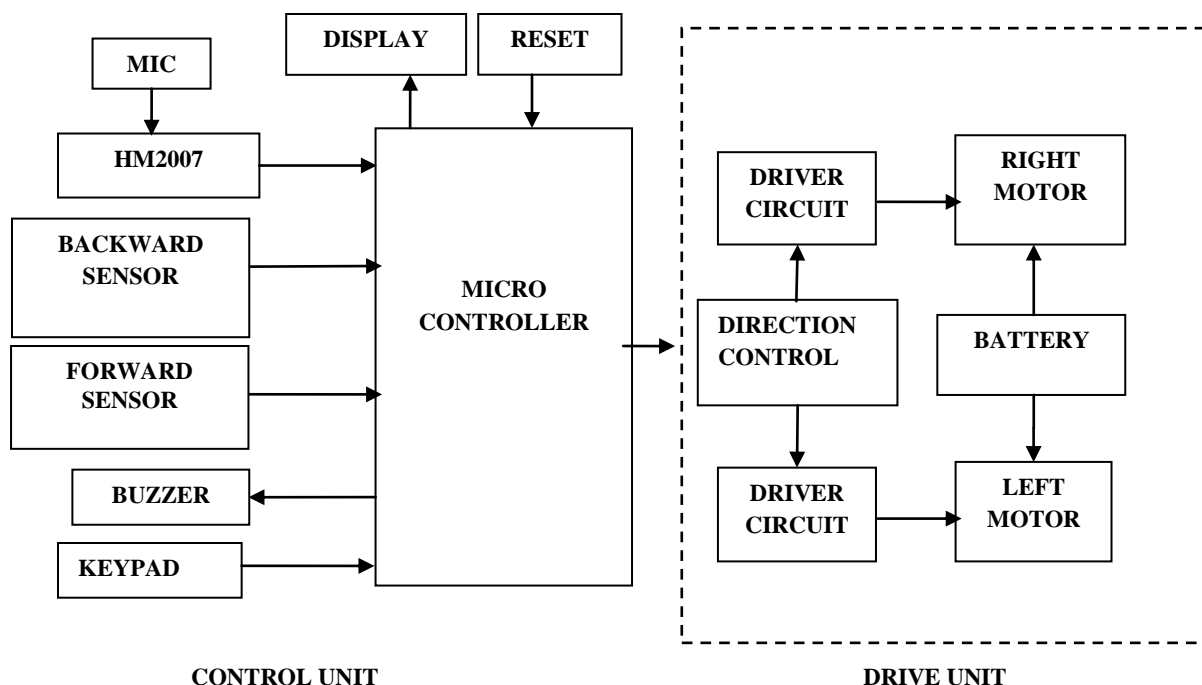 DISPLAY
RESET
MIC
HM2007
BACKWARD
SENSOR
FORWARD
SENSOR
BUZZER
KEYPAD
MICRO
CONTROLLER
DRIVER
CIRCUIT
RIGHT
MOTOR
DIRECTION
CONTROL
BATTERY
DRIVER
CIRCUIT
LEFT
MOTOR
CONTROL UNIT
DRIVE UNIT